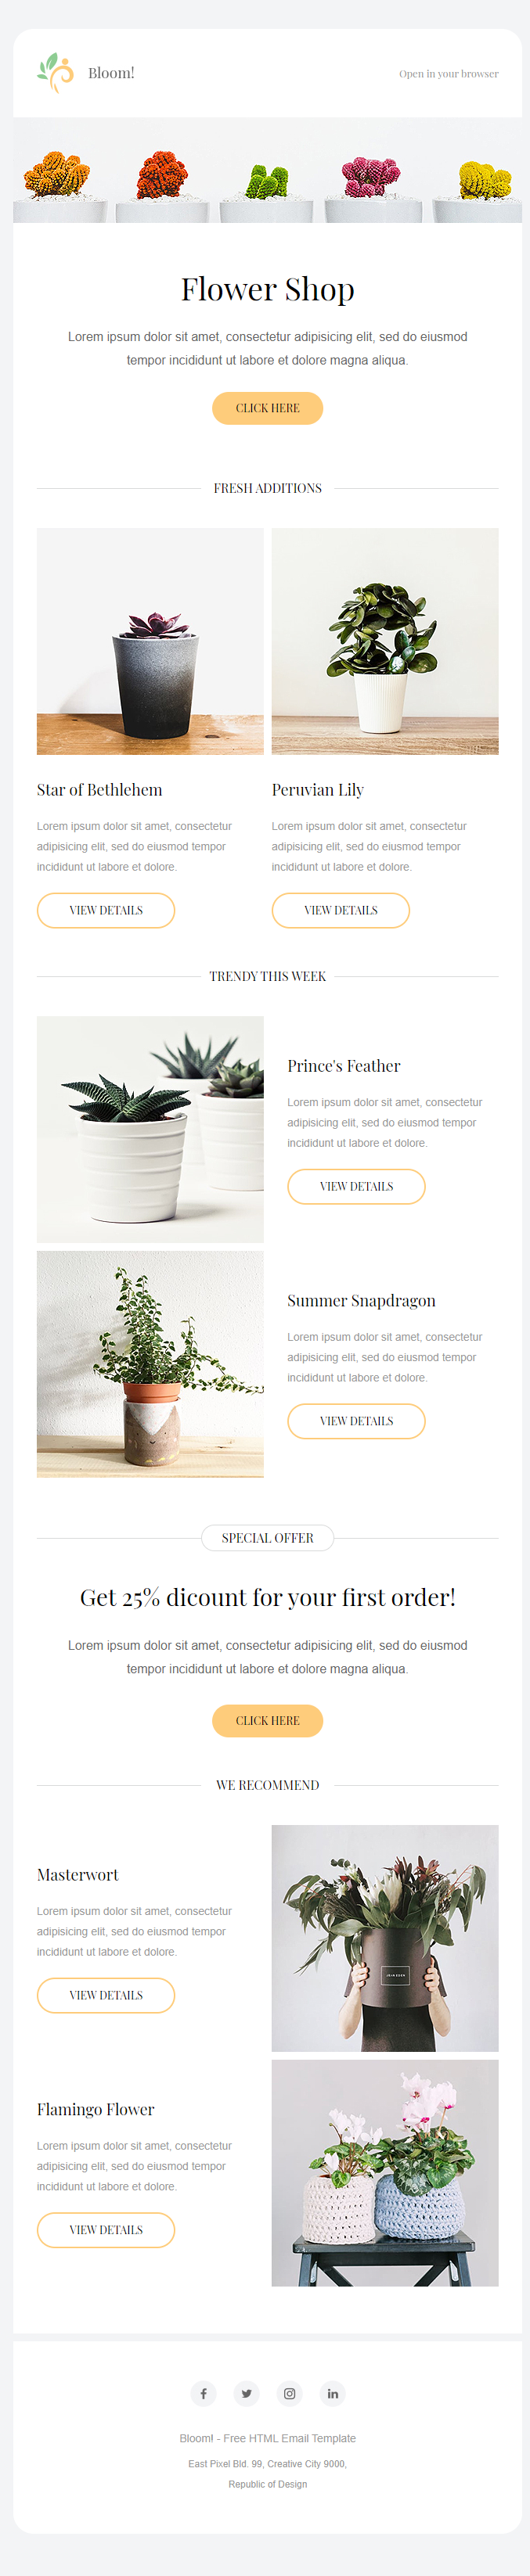 Bloom!
Open in your browser
Flower Shop
Lorem ipsum dolor sit amet, consectetur adipisicing elit, sed do eiusmod
tempor incididunt ut labore et dolore magna aliqua.
CLICK HERE
FRESH ADDITIONS
Star of Bethlehem
Lorem ipsum dolor sit amet, consectetur
adipisicing elit, sed do eiusmod tempor
incididunt ut labore et dolore.
VIEW DETAILS
Peruvian Lily
Lorem ipsum dolor sit amet, consectetur
adipisicing elit, sed do eiusmod tempor
incididunt ut labore et dolore.
VIEW DETAILS
TRENDY THIS WEEK
Prince's Feather
Lorem ipsum dolor sit amet, consectetur
adipisicing elit, sed do eiusmod tempor
incididunt ut labore et dolore.
VIEW DETAILS
Summer Snapdragon
Lorem ipsum dolor sit amet, consectetur
adipisicing elit, sed do eiusmod tempor
incididunt ut labore et dolore.
VIEW DETAILS
SPECIAL OFFER
Get 25% dicount for your first order!
Lorem ipsum dolor sit amet, consectetur adipisicing elit, sed do eiusmod
tempor incididunt ut labore et dolore magna aliqua.
CLICK HERE
WE RECOMMEND
Masterwort
Lorem ipsum dolor sit amet, consectetur
adipisicing elit, sed do eiusmod tempor
incididunt ut labore et dolore.
VIEW DETAILS
Flamingo Flower
Lorem ipsum dolor sit amet, consectetur
adipisicing elit, sed do eiusmod tempor
incididunt ut labore et dolore.
VIEW DETAILS
Bloom! - Free HTML Email Template
East Pixel Bld. 99, Creative City 9000,
Republic of Design